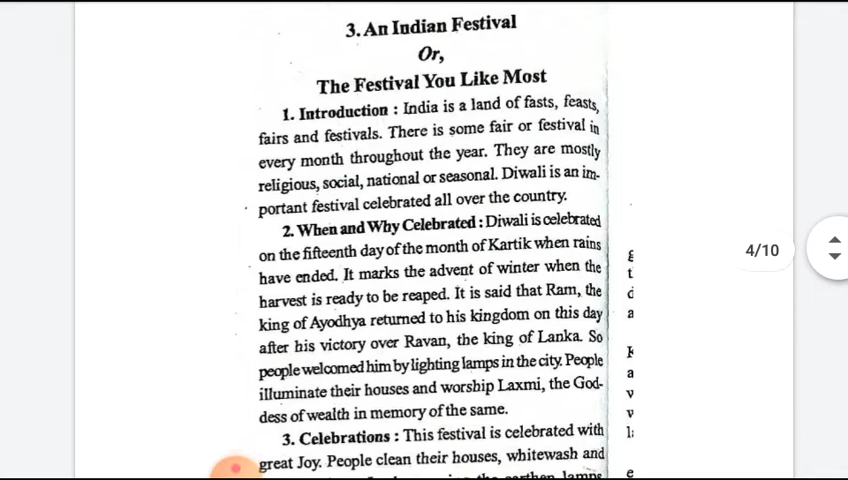 3. An Indian Festival
Or,
The Festival You Like Most
1. Introduction : India is a land of fasts, feasts,
fairs and festivals. There is some fair or festival in
every month throughout the year. They are mostly
religious, social, national or seasonal. Diwali is an im-
portant festival celebrated all over the country.
2. When and Why Celebrated : Diwali is celebrated
on the fifteenth day of the month of Kartik when rains
have ended. It marks the advent of winter when the
harvest is ready to be reaped. It is said that Ram, the
king of Ayodhya returned to his kingdom on this day
after his victory over Ravan, the king of Lanka. So
people welcomed him by lighting lamps in the city. People
illuminate their houses and worship Laxmi, the God-
dess of wealth in memory of the same.
3. Celebrations : This festival is celebrated with
great Joy. People clean their houses, whitewash and
the earthen lamps
4/10